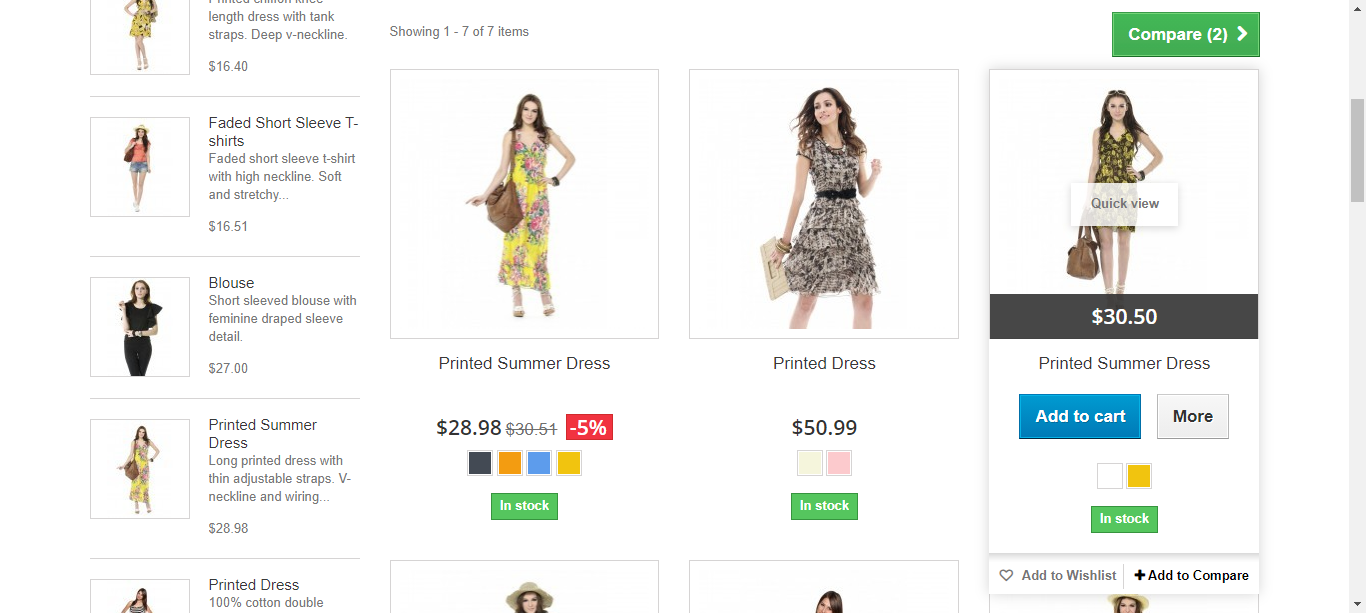 Printed chiffon knee
length dress with tank
straps. Deep v-neckline.
$16.40
Faded Short Sleeve T-
shirts
Faded short sleeve t-shirt
with high neckline. Soft
and stretchy...
$16.51
Blouse
Short sleeved blouse with
feminine draped sleeve
detail.
$27.00
Printed Summer
Dress
Long printed dress with
thin adjustable straps. V-
neckline and wiring...
$28.98
Printed Dress
100% cotton double
Showing 1 - 7 of 7 items
Compare (2)
Printed Summer Dress
$28.98 $30.51 -5%
In stock
Printed Dress
$50.99
In stock
Quick view
$30.50
Printed Summer Dress
Add to cart
More
In stock
Add to Wishlist
Add to Compare